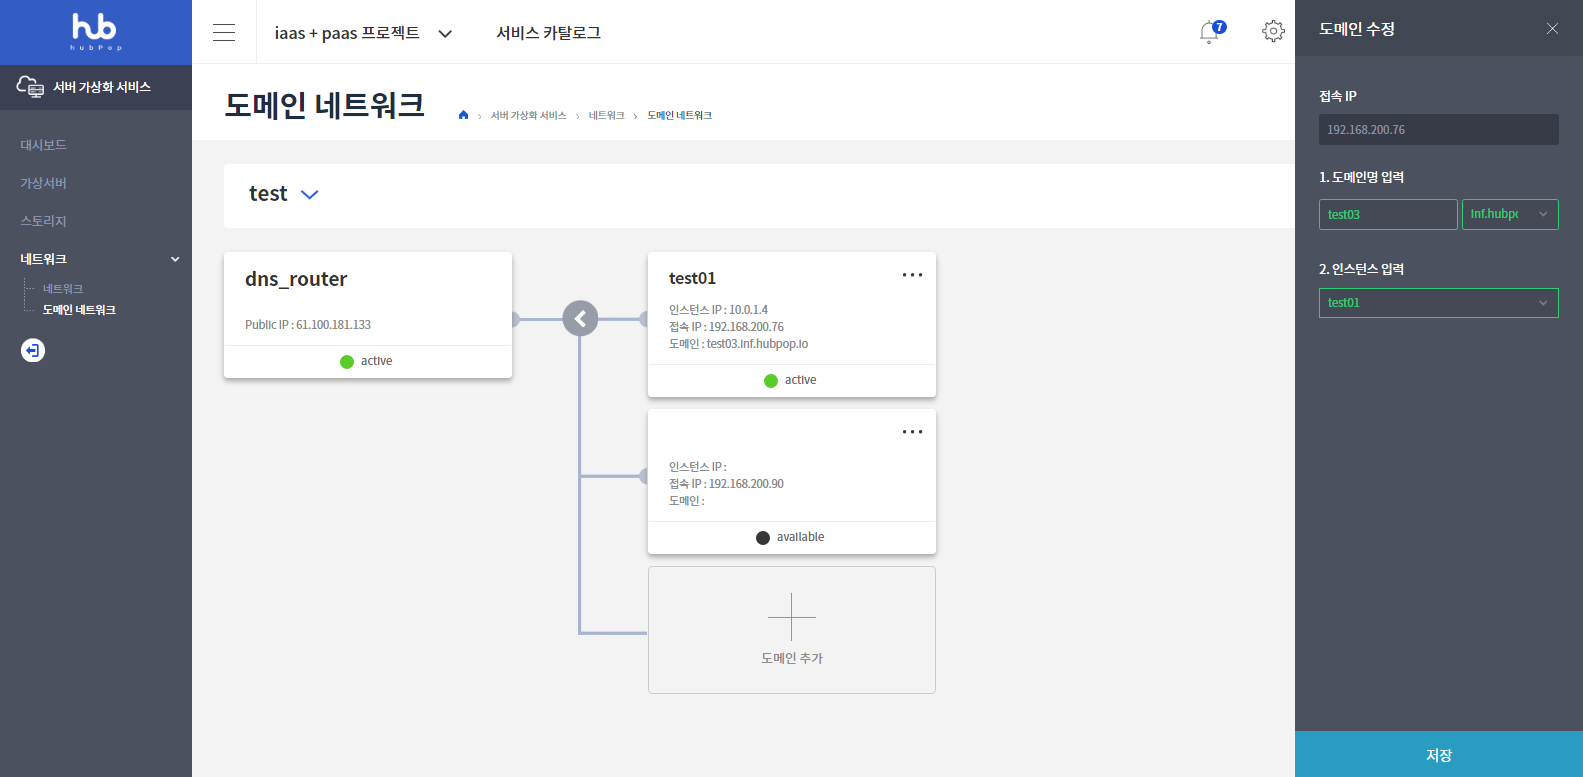 hub
hubPop
서버 가상화 서비스
대시보드
가상서버
스토리지
네트워크
네트워크
도메인 네트워크
iaas + paas 프로젝트
서비스 카탈로그
7
도메인 네트워크
서버 가상화 서비스 > 네트워크 > 도메인 네트워크
test
dns_router
Public IP : 61.100.181.133
active
test01
인스턴스 IP : 10.0.1.4
접속 IP : 192.168.200.76
도메인 : test03.inf.hubpop.io
active
인스턴스 IP :
접속 IP : 192.168.200.90
도메인 :
available
도메인 추가
도메인 수정
접속 IP
192.168.200.76
1. 도메인명 입력
test03
inf.hubpo
2. 인스턴스 입력
test01
저장